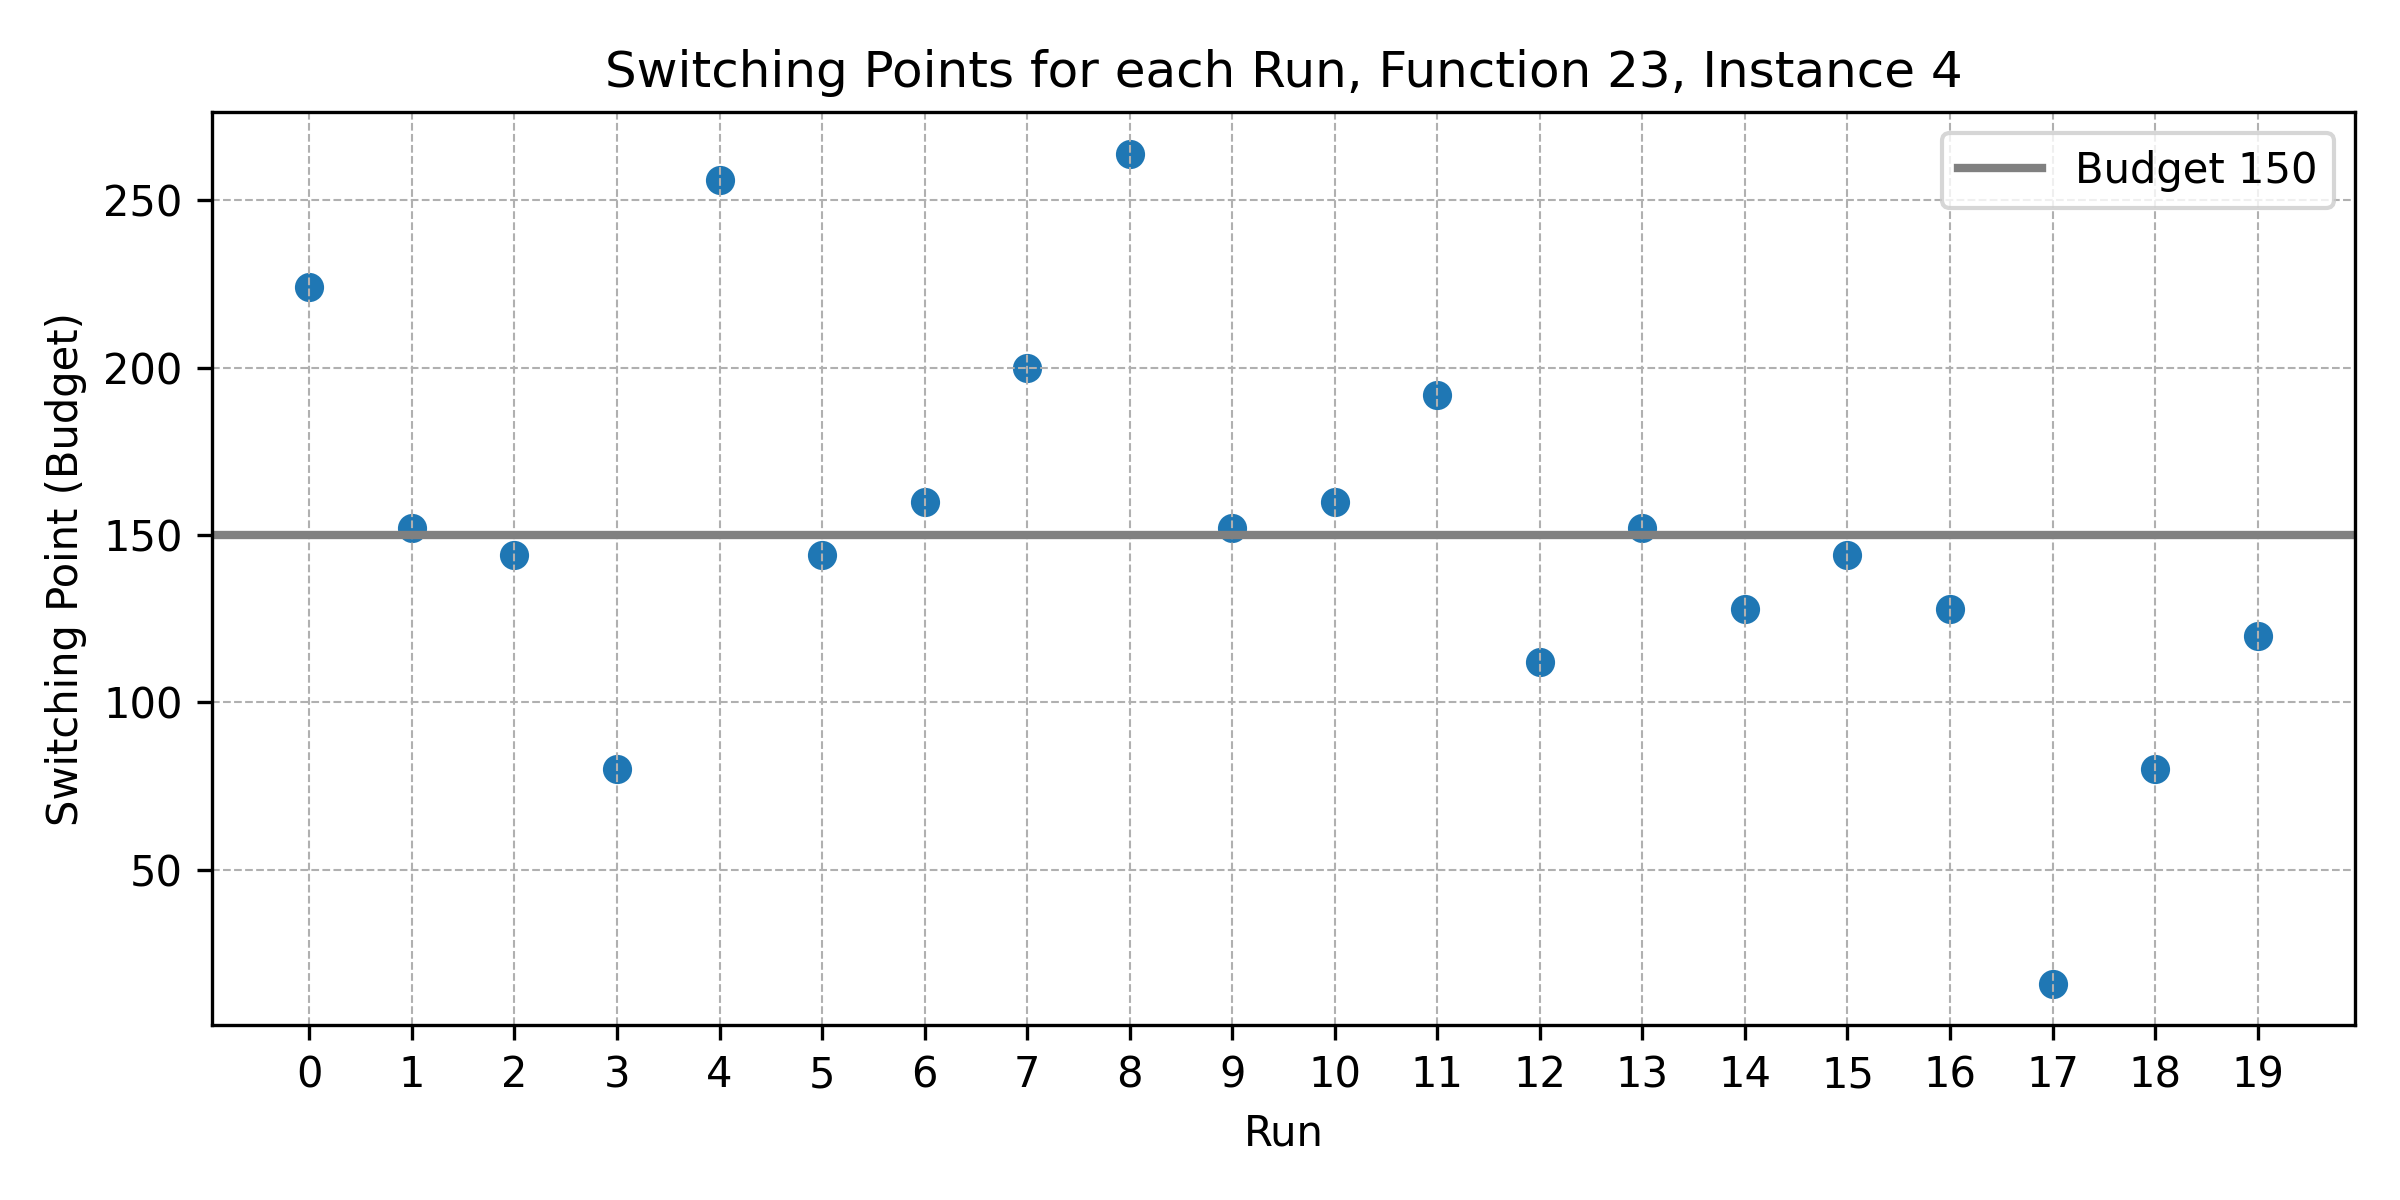 Switching Points for each Run, Function 23, Instance 4
Budget 150
Switching Point (Budget)
250
200
150
100
50
0 1 2 3 4 5 6 7 8 9 10 11 12 13 14 15 16 17 18 19
Run